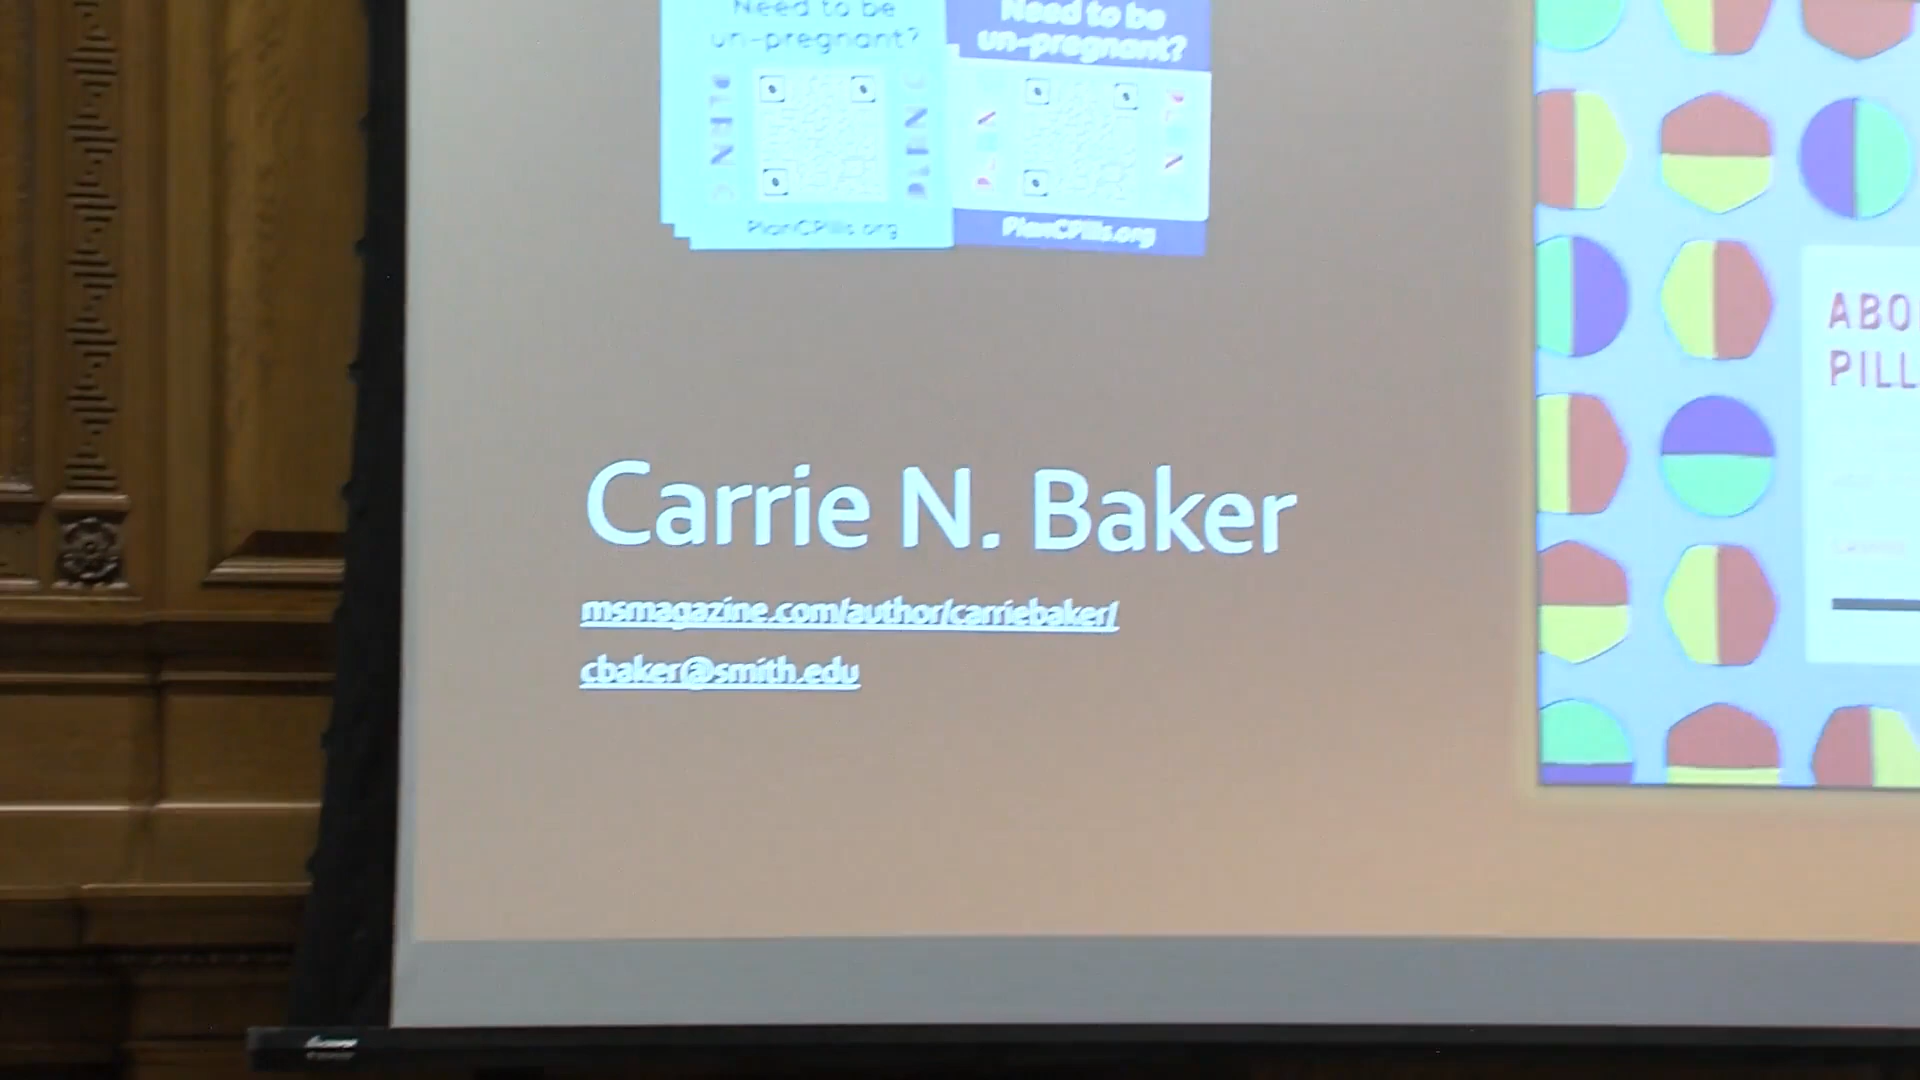 Need to be
un-pregnant?
PLAN C
PlanCPills.org
Need to be
un-pregnant?
PlanCPills.org
ABO
PILL
Carrie N. Baker
msmagazine.com/author/carriebaker/
cbaker@smith.edu